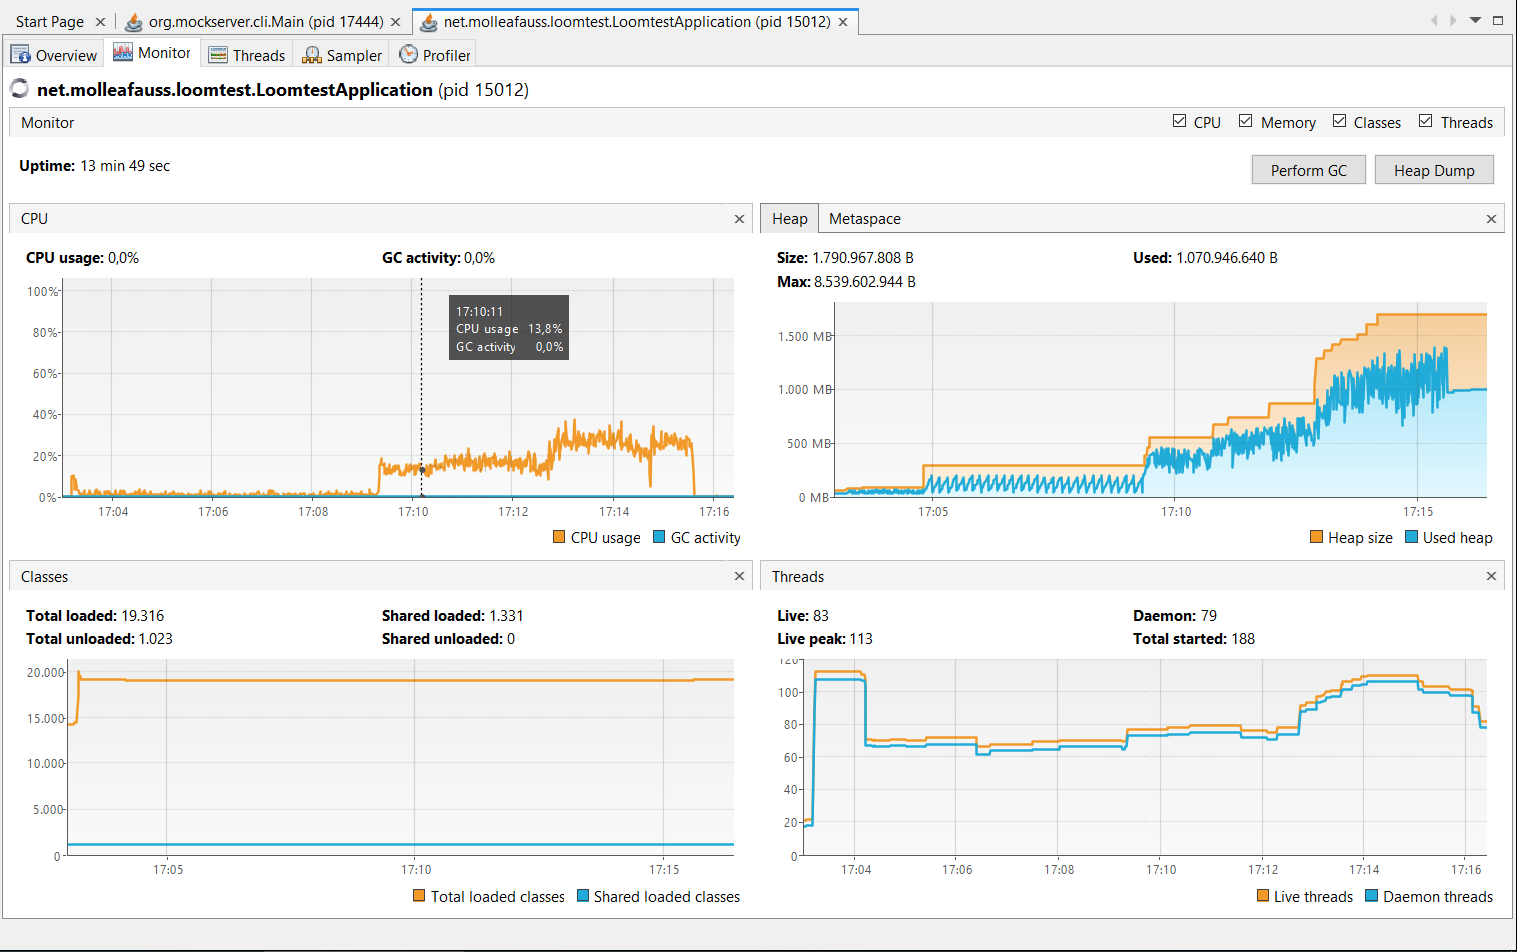 Start Page
org.mockserver.cli.Main (pid 17444)
net.molleafauss.loomtest.LoomtestApplication (pid 15012)
Overview
Monitor
Threads
Sampler
Profiler
net.molleafauss.loomtest.LoomtestApplication (pid 15012)
Monitor
CPU
Memory
Classes
Threads
Uptime: 13 min 49 sec
Perform GC
Heap Dump
CPU
CPU usage: 0,0%
GC activity: 0,0%
100%
80%
60%
40%
20%
0%
17:10:11
CPU usage 13,8%
GC activity 0,0%
17:04 17:06 17:08 17:10 17:12 17:14 17:16
CPU usage GC activity
Heap Metaspace
Size: 1.790.967.808 B
Used: 1.070.946.640 B
Max: 8.539.602.944 B
1.500 MB
1.000 MB
500 MB
0 MB
17:05 17:10 17:15
Heap size Used heap
Classes
Total loaded: 19.316
Shared loaded: 1.331
Total unloaded: 1.023
Shared unloaded: 0
20.000
15.000
10.000
5.000
0
17:05 17:10 17:15
Total loaded classes Shared loaded classes
Threads
Live: 83
Daemon: 79
Live peak: 113
Total started: 188
120
100
80
60
40
20
0
17:04 17:06 17:08 17:10 17:12 17:14 17:16
Live threads Daemon threads